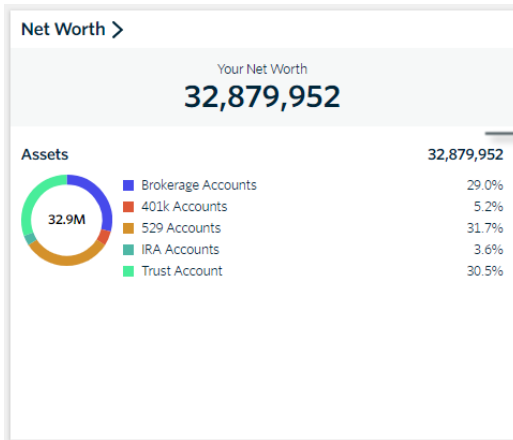 Net Worth
Your Net Worth
32,879,952
Assets 32,879,952
32.9M
Brokerage Accounts 29.0%
401k Accounts 5.2%
529 Accounts 31.7%
IRA Accounts 3.6%
Trust Account 30.5%